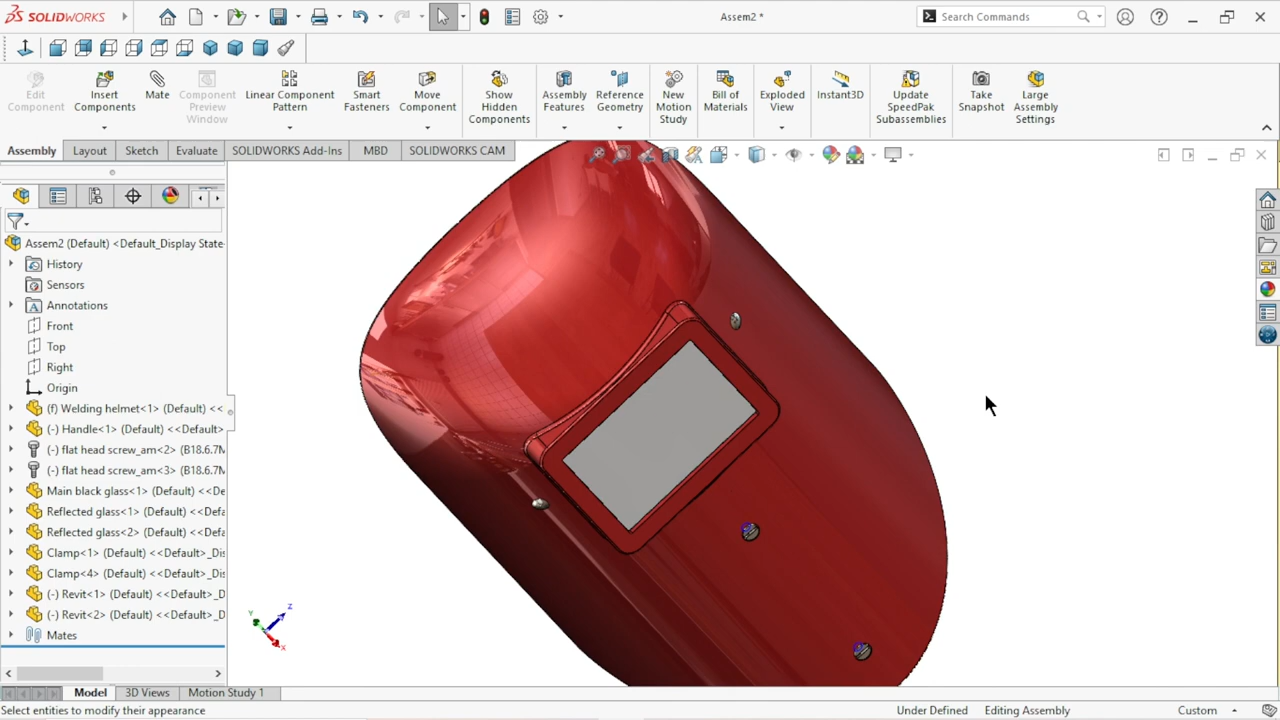 SOLIDWORKS
Assem2 *
Search Commands
Edit Component
Insert Components
Mate
Component Preview Window
Linear Component Pattern
Smart Fasteners
Move Component
Show Hidden Components
Assembly Features
Reference Geometry
New Motion Study
Bill of Materials
Exploded View
Instant3D
Update SpeedPak Subassemblies
Take Snapshot
Large Assembly Settings
Assembly
Layout
Sketch
Evaluate
SOLIDWORKS Add-Ins
MBD
SOLIDWORKS CAM
Assem2 (Default) <Default_Display State
History
Sensors
Annotations
Front
Top
Right
Origin
(f) Welding helmet<1> (Default) <<
(-) Handle<1> (Default) <<Default>
(-) flat head screw_am<2> (B18.6.7M
(-) flat head screw_am<3> (B18.6.7M
Main black glass<1> (Default) <<De
Reflected glass<1> (Default) <<Defa
Reflected glass<2> (Default) <<Defa
Clamp<1> (Default) <<Default>_Dis
Clamp<4> (Default) <<Default>_Dis
(-) Revit<1> (Default) <<Default>_D
(-) Revit<2> (Default) <<Default>_D
Mates
Y
Z
X
Model
3D Views
Motion Study 1
Select entities to modify their appearance
Under Defined
Editing Assembly
Custom